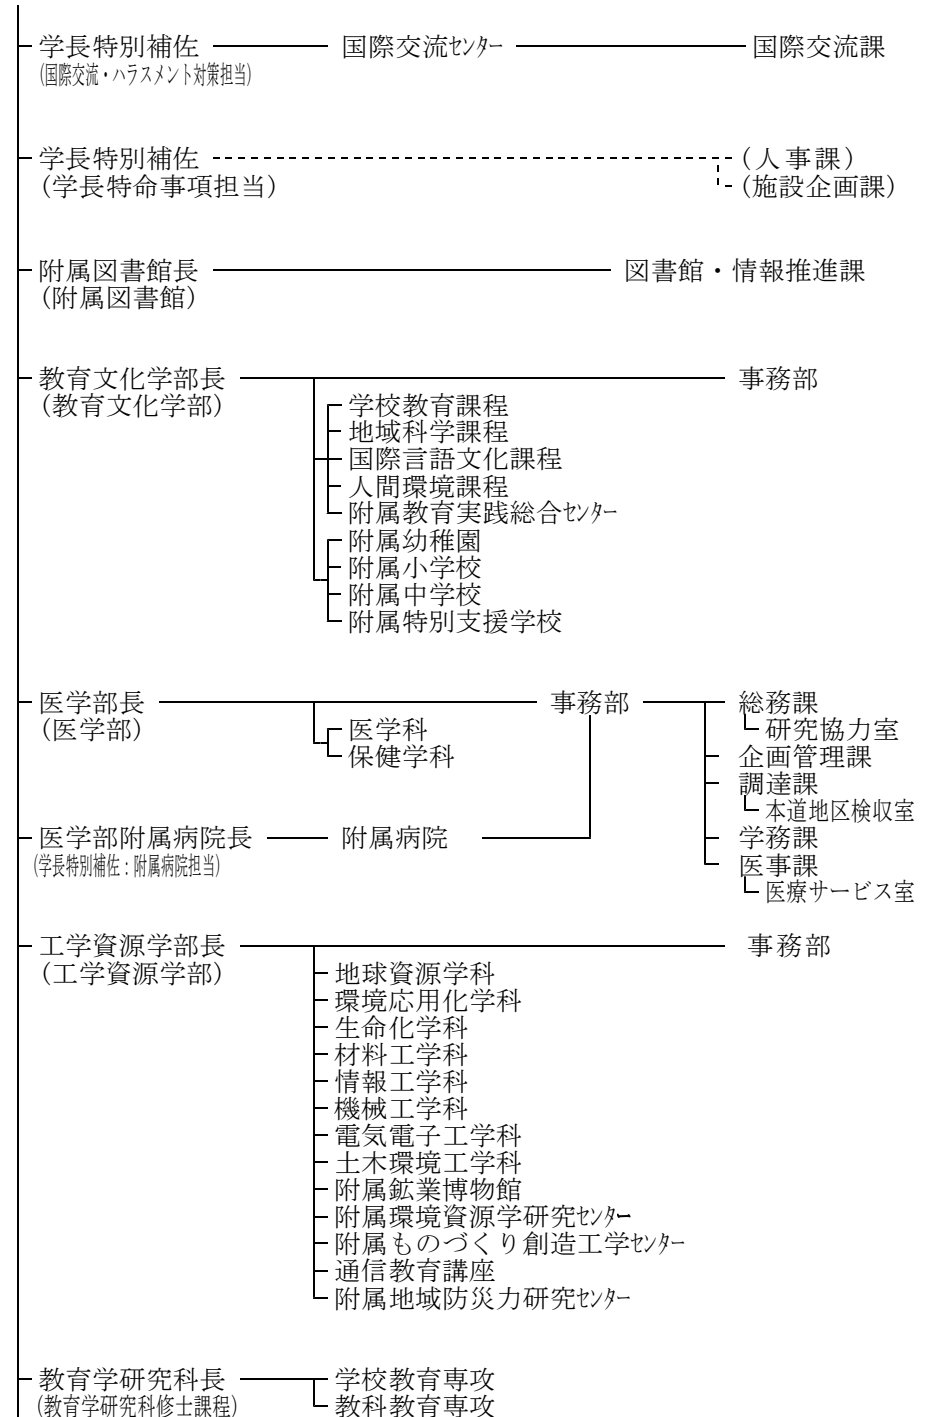 学長特別補佐 国際交流センター 国際交流課
(国際交流・ハラスメント対策担当)
学長特別補佐 (人事課)
(学長特命事項担当) (施設企画課)
附属図書館長 図書館・情報推進課
(附属図書館)
教育文化学部長 事務部
(教育文化学部) 学校教育課程
地域科学課程
国際言語文化課程
人間環境課程
附属教育実践総合センター
附属幼稚園
附属小学校
附属中学校
附属特別支援学校
医学部長 事務部 総務課
(医学部) 医学科 研究協力室
保健学科 企画管理課
調達課
本道地区検収室
医学部附属病院長 附属病院 学務課
(学長特別補佐:附属病院担当) 医事課
医療サービス室
工学資源学部長 事務部
(工学資源学部) 地球資源学科
環境応用化学科
生命化学科
材料工学科
情報工学科
機械工学科
電気電子工学科
土木環境工学科
附属鉱業博物館
附属環境資源学研究センター
附属ものづくり創造工学センター
通信教育講座
附属地域防災力研究センター
教育学研究科長 学校教育専攻
(教育学研究科修士課程) 教科教育専攻